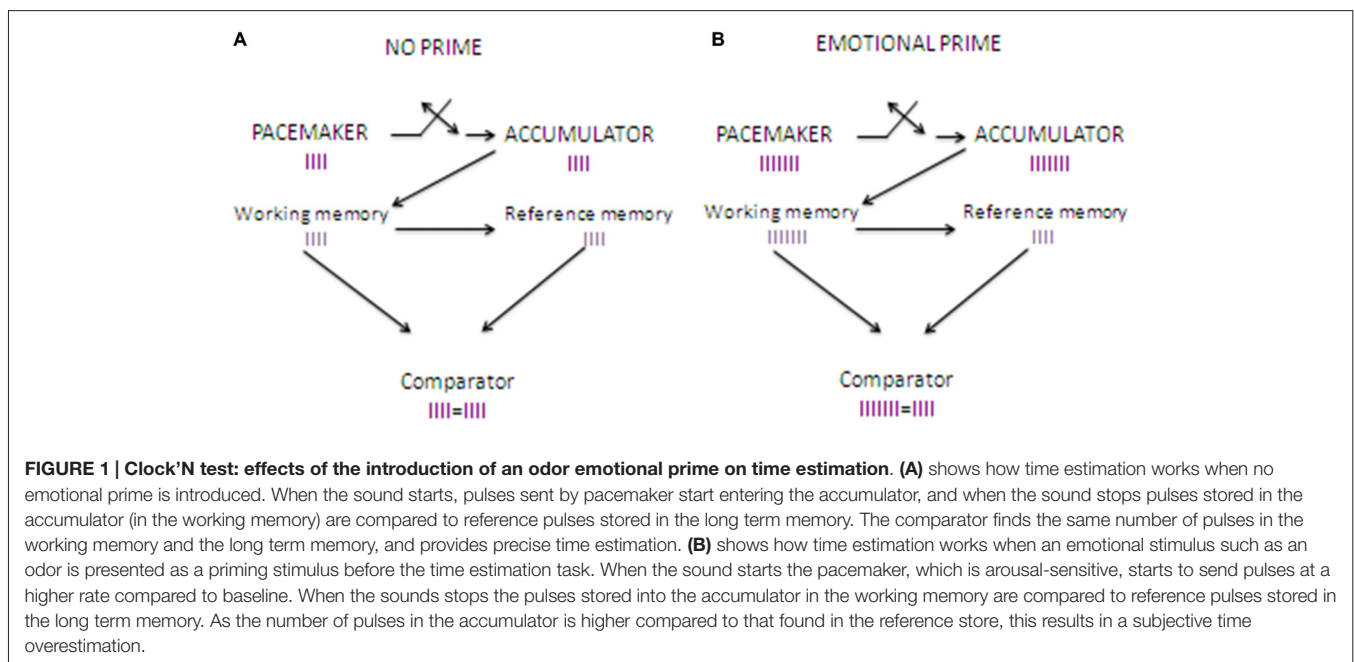 A
NO PRIME
PACEMAKER ACCUMULATOR
IIII IIII
Working memory Reference memory
IIII IIII
Comparator
IIII=IIII
B
EMOTIONAL PRIME
PACEMAKER ACCUMULATOR
IIIIIII IIIIIII
Working memory Reference memory
IIIIIII IIII
Comparator
IIIIIII=IIII
FIGURE 1 | Clock'N test: effects of the introduction of an odor emotional prime on time estimation. (A) shows how time estimation works when no
emotional prime is introduced. When the sound starts, pulses sent by pacemaker start entering the accumulator, and when the sound stops pulses stored in the
accumulator (in the working memory) are compared to reference pulses stored in the long term memory. The comparator finds the same number of pulses in the
working memory and the long term memory, and provides precise time estimation. (B) shows how time estimation works when an emotional stimulus such as an
odor is presented as a priming stimulus before the time estimation task. When the sound starts the pacemaker, which is arousal-sensitive, starts to send pulses at a
higher rate compared to baseline. When the sounds stops the pulses stored into the accumulator in the working memory are compared to reference pulses stored in
the long term memory. As the number of pulses in the accumulator is higher compared to that found in the reference store, this results in a subjective time
overestimation.